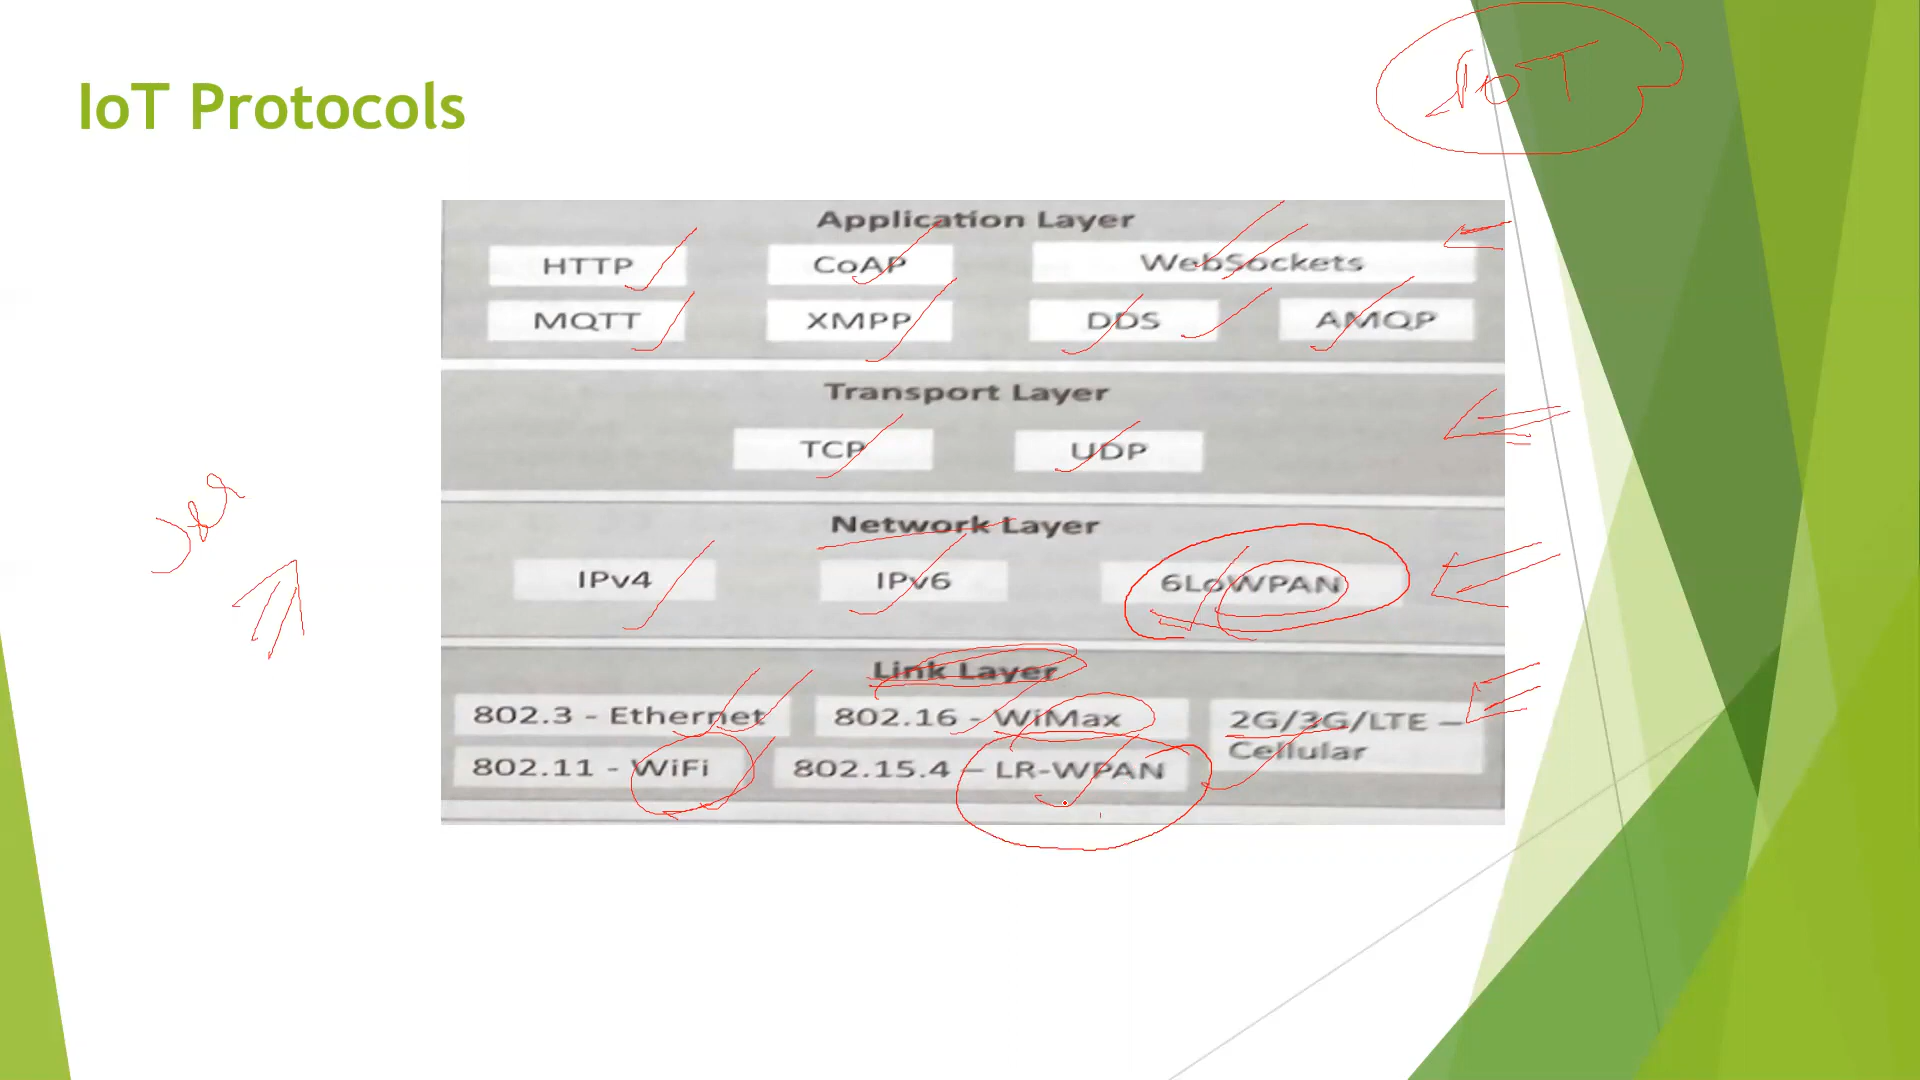 IoT Protocols
IoT
Application Layer
HTTP CoAP WebSockets
MQTT XMPP DDS AMQP
Transport Layer
TCP UDP
Network Layer
IPv4 IPv6 6LoWPAN
Link Layer
802.3 - Ethernet 802.16 - WiMax 2G/3G/LTE –
Cellular
802.11 - WiFi 802.15.4 – LR-WPAN